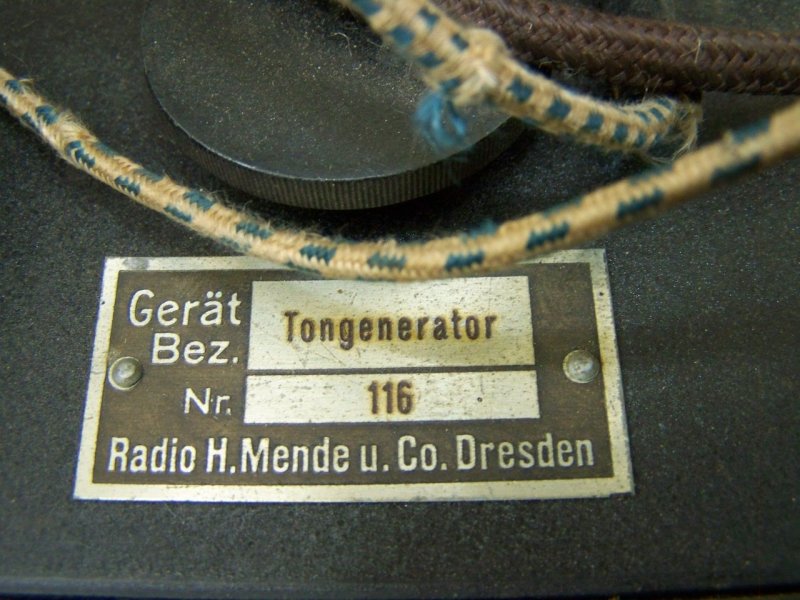 Gerät
Bez. Tongenerator
Nr. 116
Radio H. Mende u. Co. Dresden